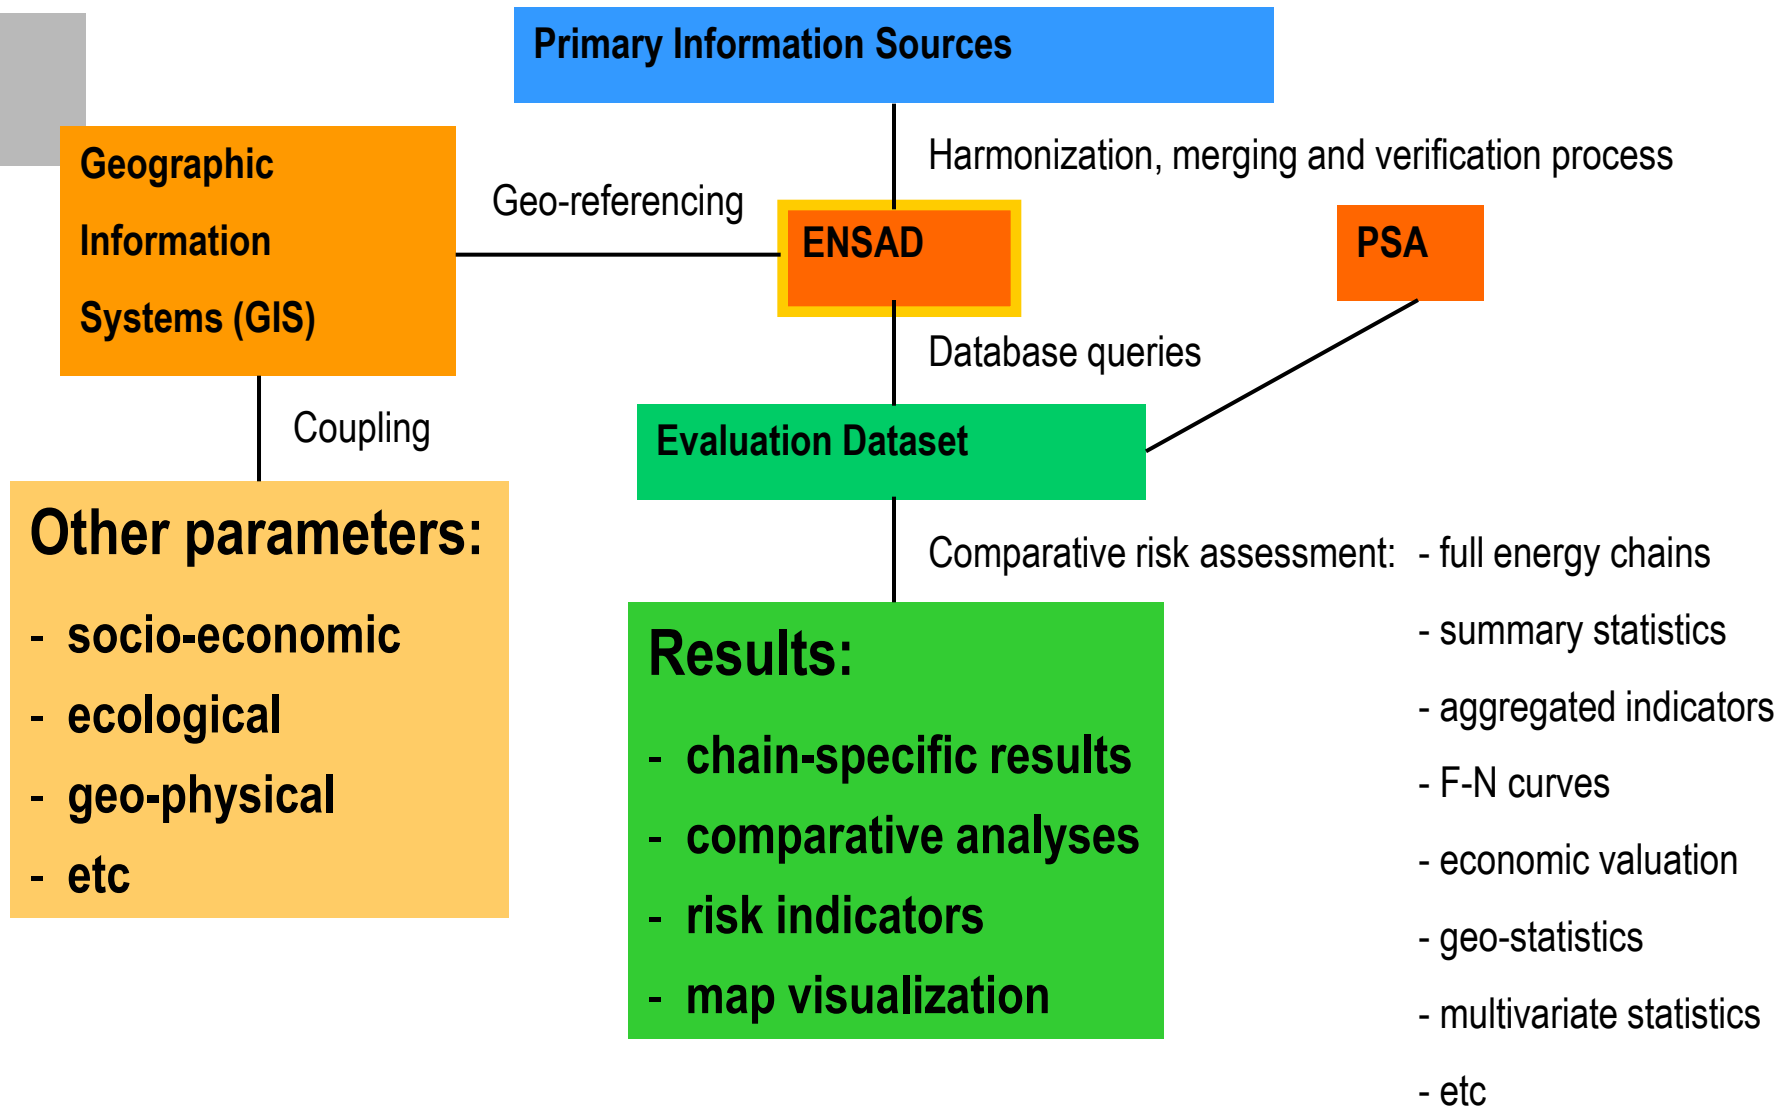 Primary Information Sources
Harmonization, merging and verification process
Geographic
Information
Systems (GIS)
Geo-referencing
ENSAD
PSA
Database queries
Coupling
Evaluation Dataset
Other parameters:
- socio-economic
- ecological
- geo-physical
- etc
Comparative risk assessment: - full energy chains
- summary statistics
- aggregated indicators
- F-N curves
- economic valuation
- geo-statistics
- multivariate statistics
- etc
Results:
- chain-specific results
- comparative analyses
- risk indicators
- map visualization